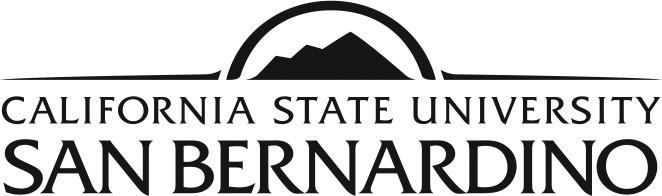 CALIFORNIA STATE UNIVERSITY
SAN BERNARDINO